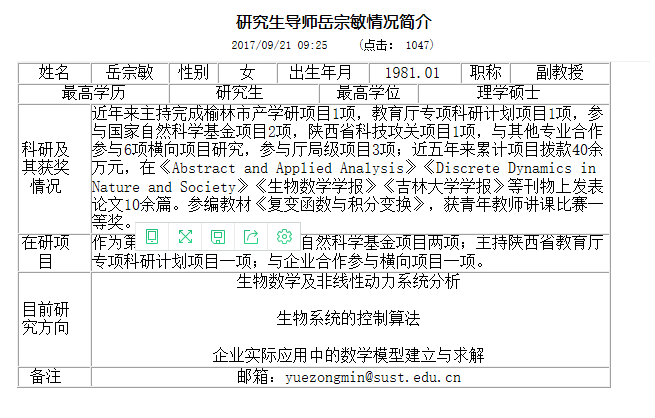 研究生导师岳宗敏情况简介
2017/09/21 09:25 (点击: 1047)
姓名 岳宗敏 性别 女 出生年月 1981.01 职称 副教授
最高学历 研究生 最高学位 理学硕士
科研及其获奖情况
近年来主持完成榆林市产学研项目1项，教育厅专项科研计划项目1项，参
与国家自然科学基金项目2项，陕西省科技攻关项目1项，与其他专业合作
参与6项横向项目研究，参与厅局级项目3项；近五年来累计项目拨款40余
万元，在《Abstract and Applied Analysis》《Discrete Dynamics in
Nature and Society》《生物数学学报》《吉林大学学报》等刊物上发表
论文10余篇。参编教材《复变函数与积分变换》，获青年教师讲课比赛一
等奖。
在研项目
作为第 自然科学基金项目两项；主持陕西省教育厅
专项科研计划项目一项；与企业合作参与横向项目一项。
目前研究方向
生物数学及非线性动力系统分析
生物系统的控制算法
企业实际应用中的数学模型建立与求解
备注 邮箱：yuezongmin@sust.edu.cn